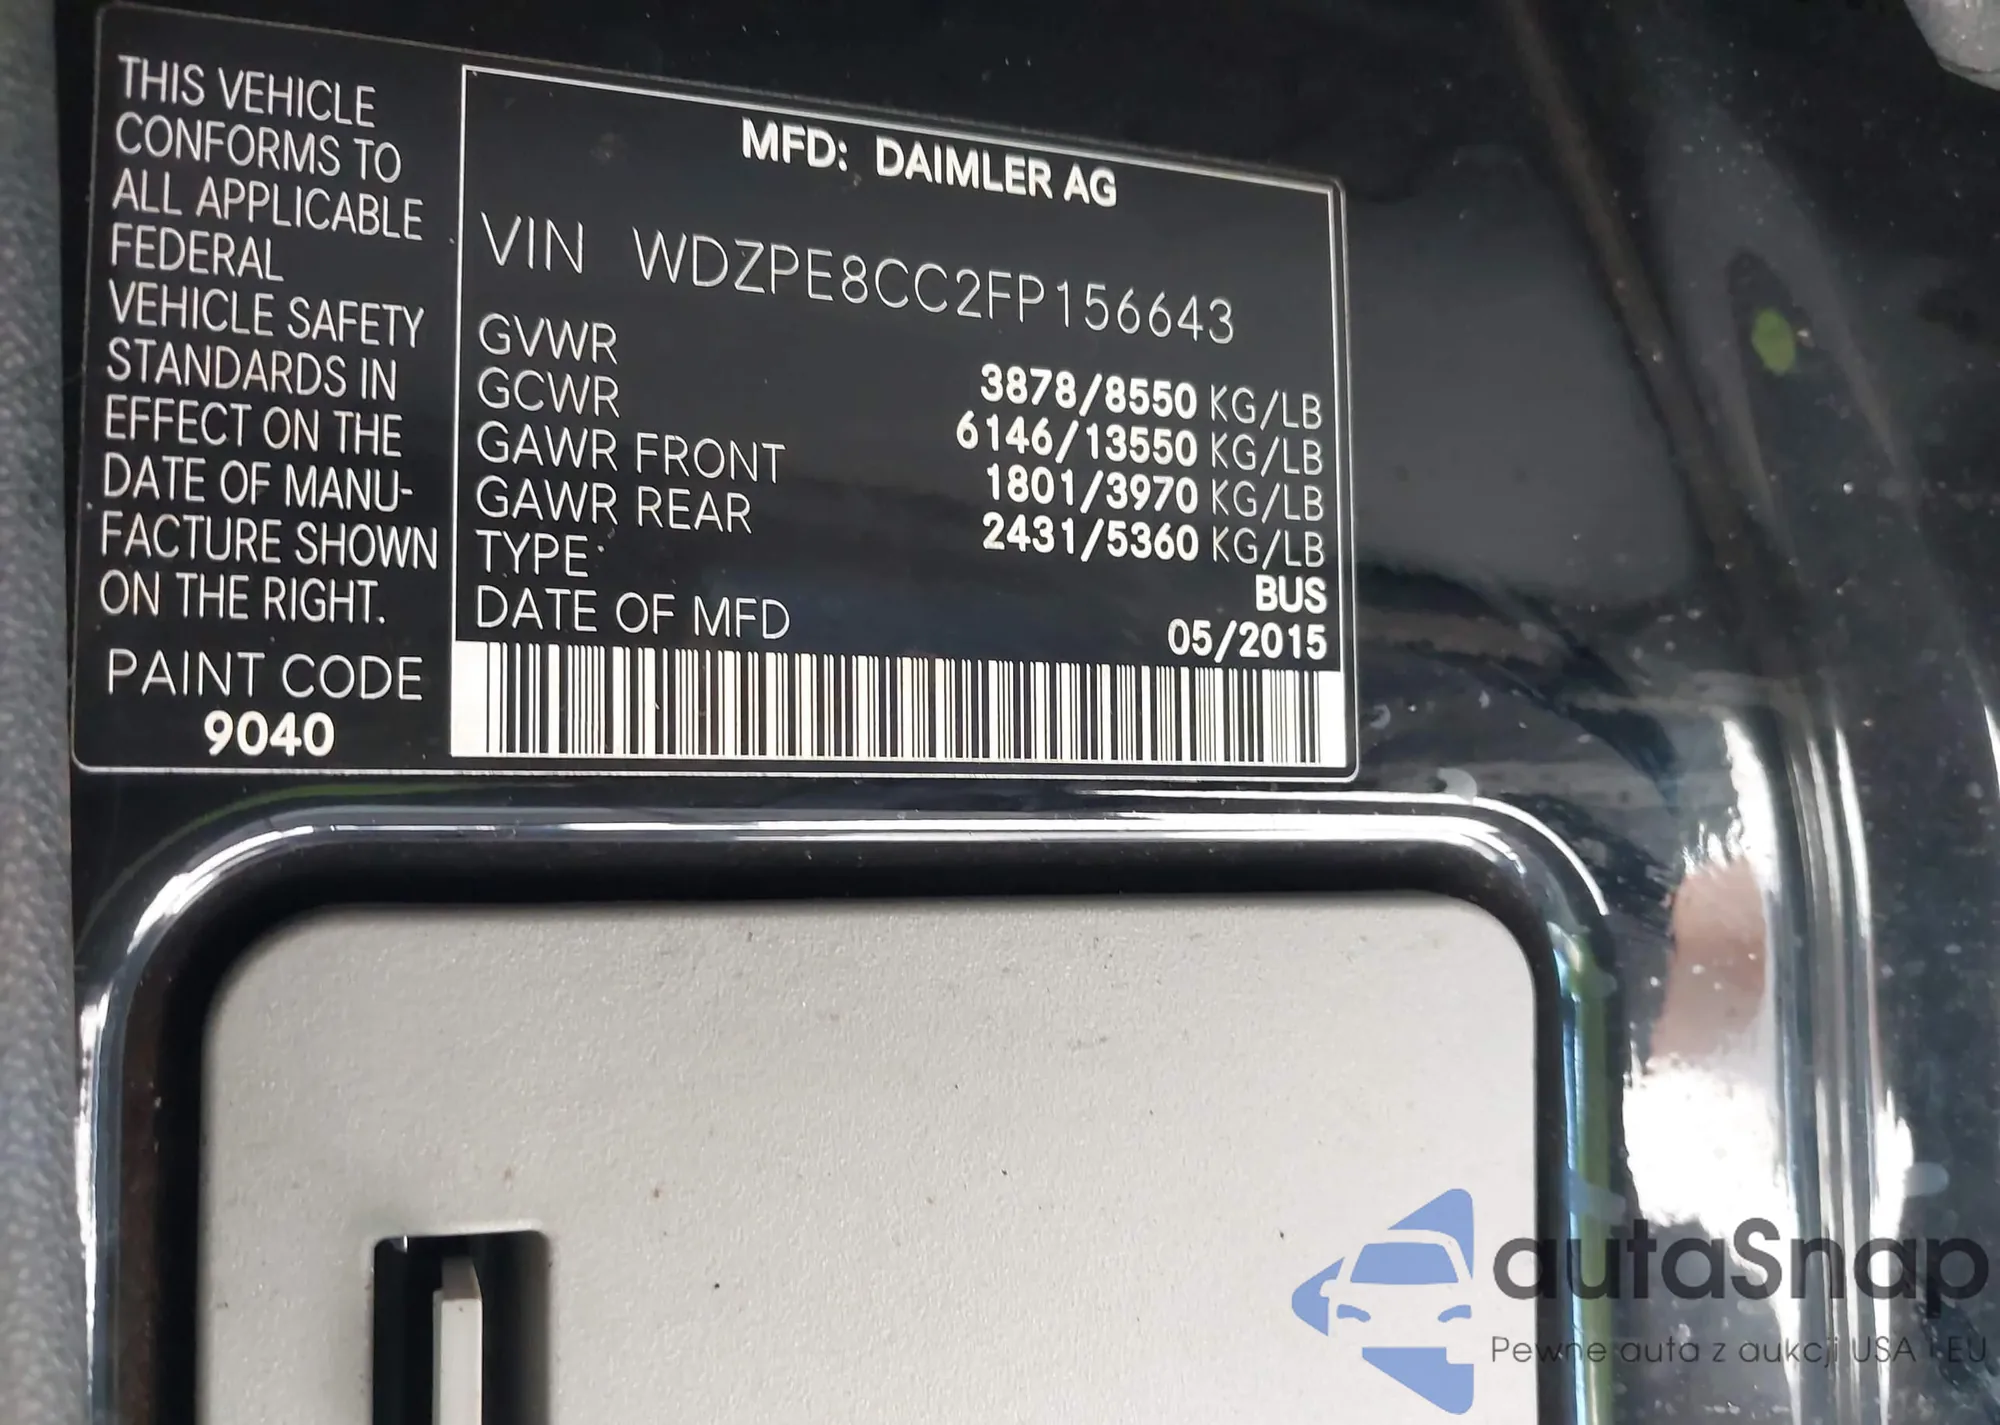 THIS VEHICLE
CONFORMS TO
ALL APPLICABLE
FEDERAL
VEHICLE SAFETY
STANDARDS IN
EFFECT ON THE
DATE OF MANU-
FACTURE SHOWN
ON THE RIGHT.
PAINT CODE
9040
MFD: DAIMLER AG
VIN WDZPE8CC2FP156643
GVWR 3878/8550 KG/LB
GCWR 6146/13550 KG/LB
GAWR FRONT 1801/3970 KG/LB
GAWR REAR 2431/5360 KG/LB
TYPE BUS
DATE OF MFD 05/2015
autaSnap
Pewne auta z aukcji USA i EU